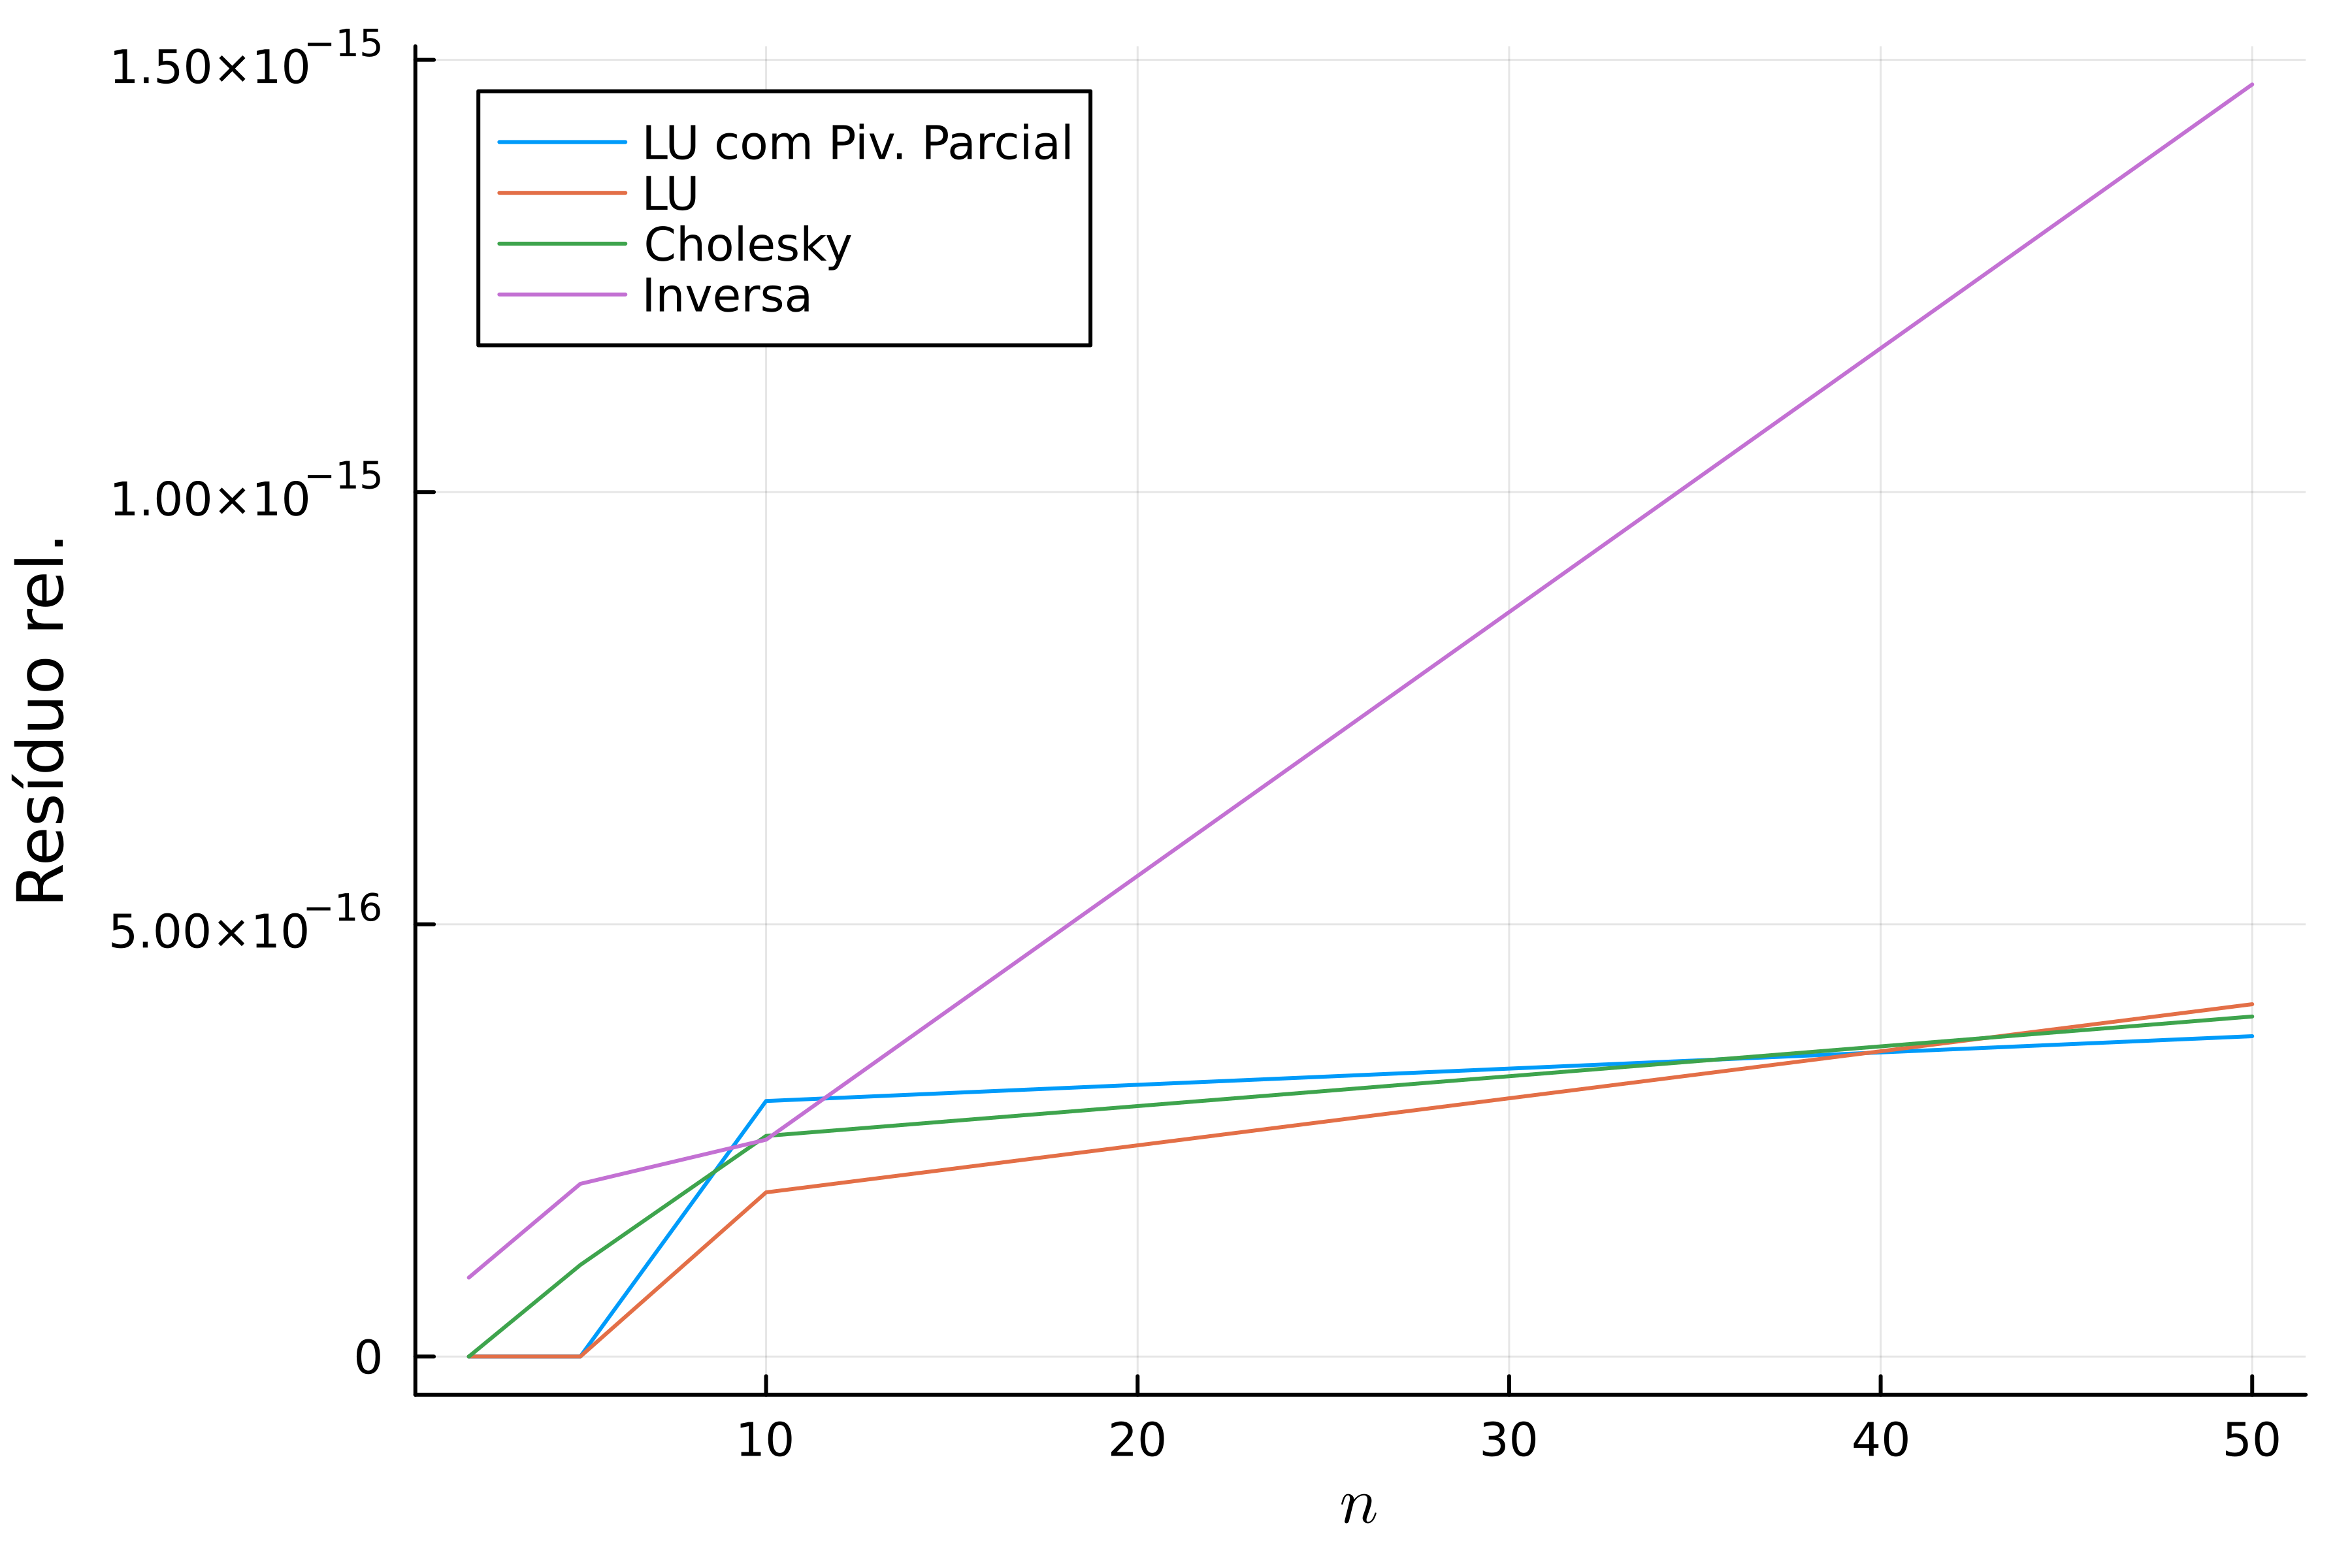 1.50×10⁻¹⁵
LU com Piv. Parcial
LU
Cholesky
Inversa
1.00×10⁻¹⁵
Resíduo rel.
5.00×10⁻¹⁶
0
10 20 30 40 50
n